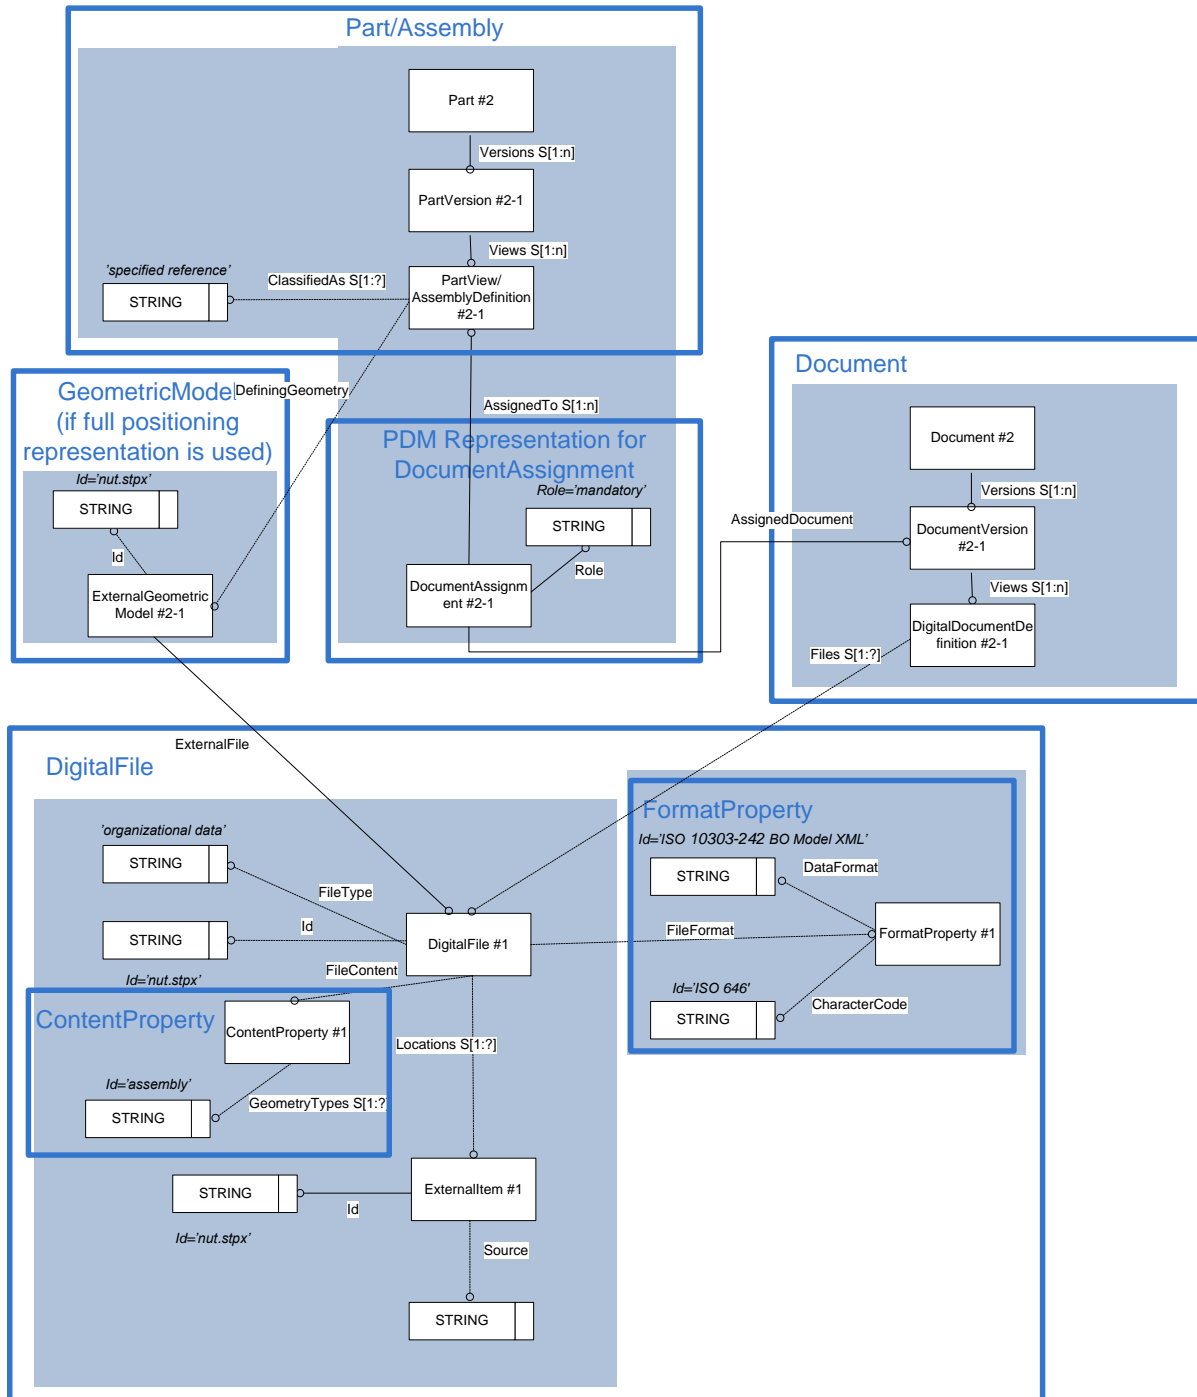 Part/Assembly
Part #2
Versions S[1:n]
PartVersion #2-1
Views S[1:n]
'specified reference'
STRING
ClassifiedAs S[1:?]
PartView/
AssemblyDefinition
#2-1
GeometricModel
(if full positioning
representation is used)
DefiningGeometry
Id='nut.stpx'
STRING
Id
ExternalGeometric
Model #2-1
AssignedTo S[1:n]
PDM Representation for
DocumentAssignment
Role='mandatory'
STRING
Role
DocumentAssignm
ent #2-1
AssignedDocument
Document
Document #2
Versions S[1:n]
DocumentVersion
#2-1
Views S[1:n]
DigitalDocumentDe
finition #2-1
Files S[1:?]
ExternalFile
DigitalFile
'organizational data'
STRING
FileType
STRING
Id
Id='nut.stpx'
DigitalFile #1
FileContent
FormatProperty
Id='ISO 10303-242 BO Model XML'
STRING
DataFormat
FileFormat
FormatProperty #1
Id='ISO 646'
STRING
CharacterCode
ContentProperty
ContentProperty #1
Id='assembly'
STRING
GeometryTypes S[1:?]
Locations S[1:?]
STRING
Id
ExternalItem #1
Id='nut.stpx'
Source
STRING